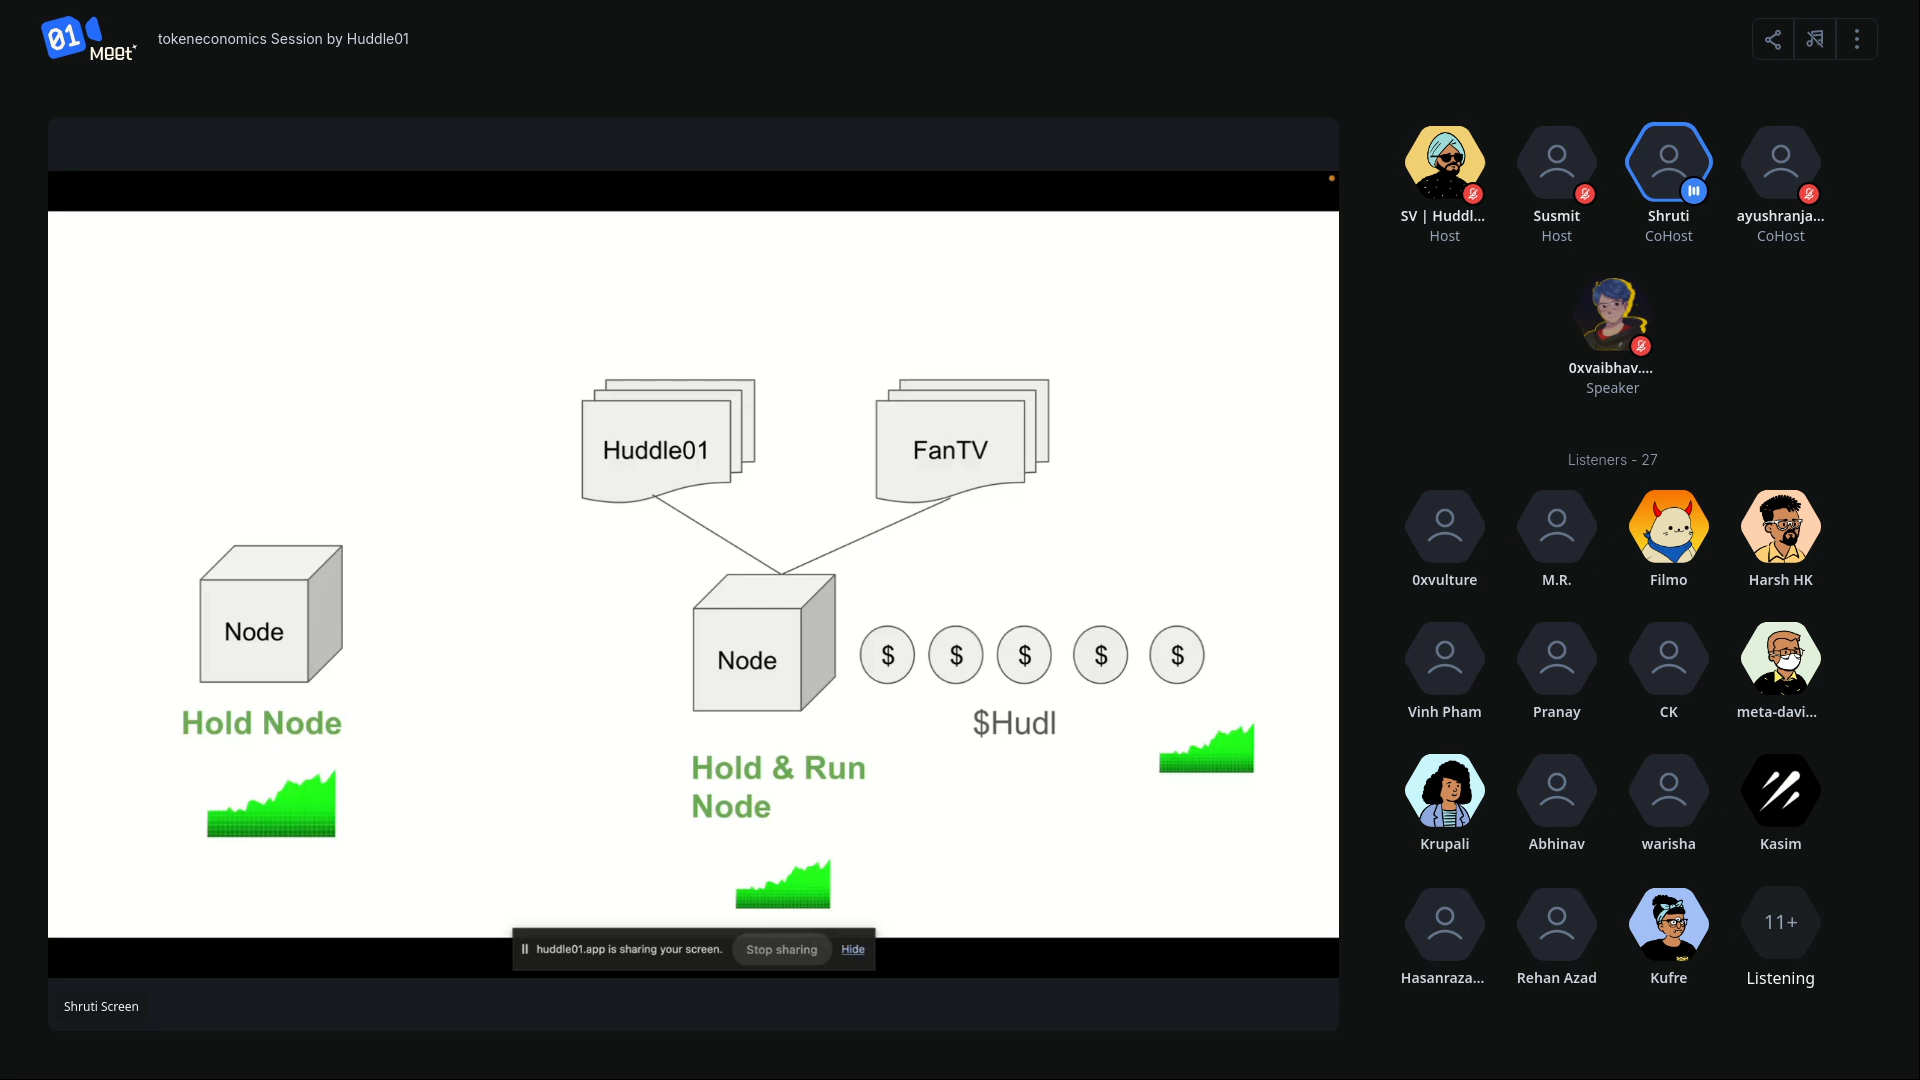 01
Meet
tokeneconomics Session by Huddle01
Huddle01
FanTV
Node
Node
$ $ $ $ $
Hold Node
$Hudl
Hold & Run
Node
huddle01.app is sharing your screen. Stop sharing Hide
Shruti Screen
SV | Huddl... Susmit Shruti ayushranja...
Host Host CoHost CoHost
0xvaibhav....
Speaker
Listeners - 27
0xvulture M.R. Filmo Harsh HK
Vinh Pham Pranay CK meta-davi...
Krupali Abhinav warisha Kasim
11+
Hasanraza... Rehan Azad Kufre Listening